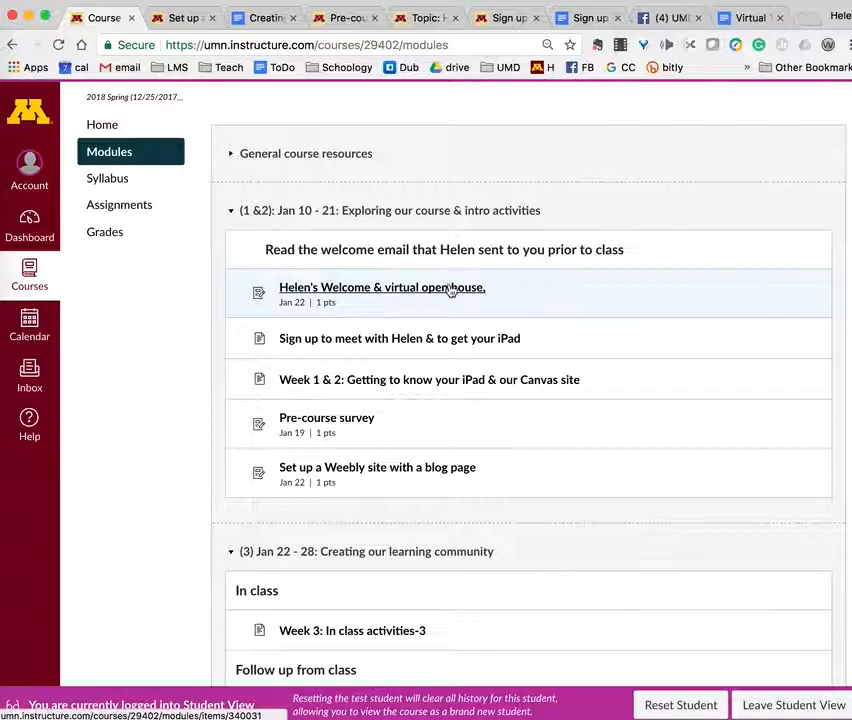 Course
Set up a
Creatin
Pre-cou
Topic: H
Sign up
Sign up
(4) UM
Virtual T
Hele
Secure
https://umn.instructure.com/courses/29402/modules
Apps
cal
email
LMS
Teach
ToDo
Schoology
Dub
drive
UMD
H
FB
CC
bitly
»
Other Bookmark
2018 Spring (12/25/2017,,,
Home
Modules
Syllabus
Assignments
Grades
Account
Dashboard
Courses
Calendar
Inbox
Help
General course resources
(1 &2): Jan 10 - 21: Exploring our course & intro activities
Read the welcome email that Helen sent to you prior to class
Helen's Welcome & virtual open house.
Jan 22 | 1 pts
Sign up to meet with Helen & to get your iPad
Week 1 & 2: Getting to know your iPad & our Canvas site
Pre-course survey
Jan 19 | 1 pts
Set up a Weebly site with a blog page
Jan 22 | 1 pts
(3) Jan 22 - 28: Creating our learning community
In class
Week 3: In class activities-3
Follow up from class
You are currently logged into Student View
Resetting the test student will clear all history for this student,
allowing you to view the course as a brand new student.
Reset Student
Leave Student View
umn.instructure.com/courses/29402/modules/items/340031